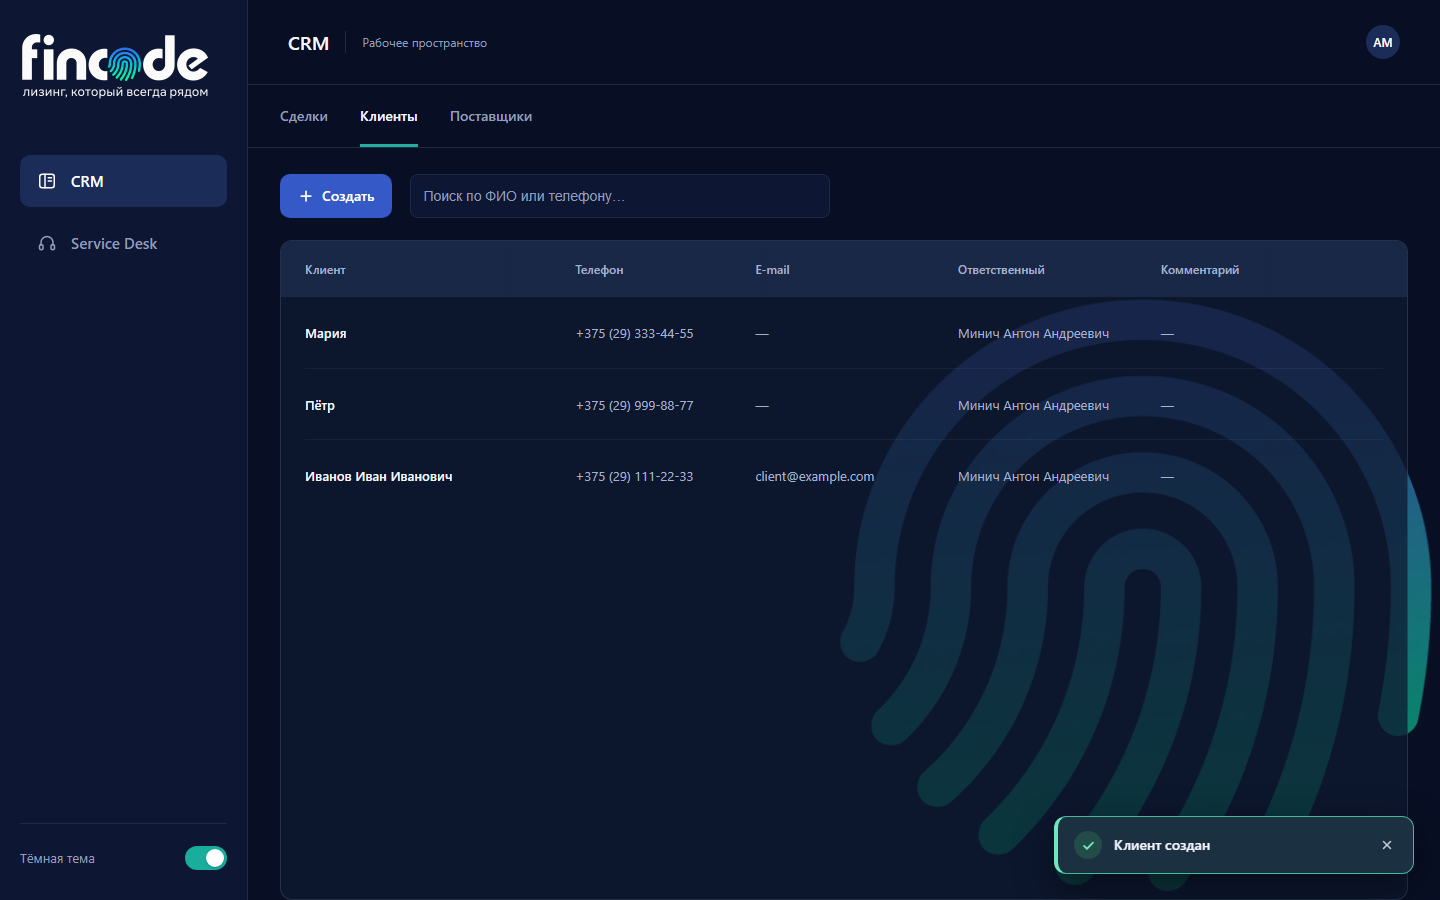 fincode
лизинг, который всегда рядом
CRM
Рабочее пространство
AM
Сделки
Клиенты
Поставщики
CRM
Service Desk
Создать
Поиск по ФИО или телефону...
Клиент
Телефон
E-mail
Ответственный
Комментарий
Мария
+375 (29) 333-44-55
—
Минич Антон Андреевич
—
Пётр
+375 (29) 999-88-77
—
Минич Антон Андреевич
—
Иванов Иван Иванович
+375 (29) 111-22-33
client@example.com
Минич Антон Андреевич
—
Клиент создан
Тёмная тема